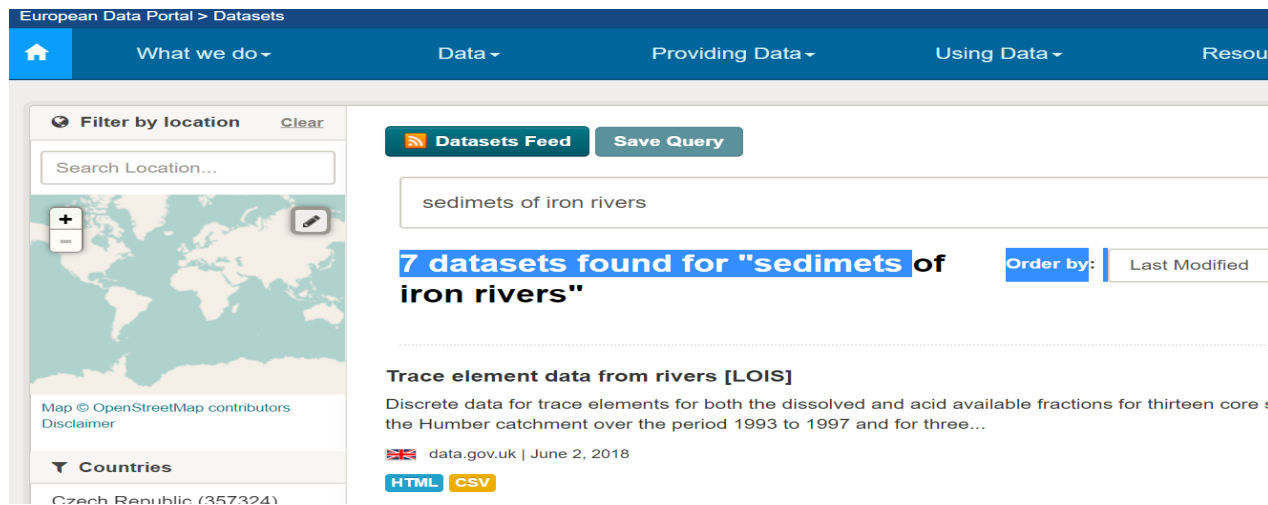 European Data Portal > Datasets
What we do
Data
Providing Data
Using Data
Resou
Filter by location Clear
Search Location...
+
−
Map © OpenStreetMap contributors
Disclaimer
Countries
Czech Republic (357324)
Datasets Feed
Save Query
sedimets of iron rivers
7 datasets found for "sedimets of
iron rivers"
Order by:
Last Modified
Trace element data from rivers [LOIS]
Discrete data for trace elements for both the dissolved and acid available fractions for thirteen core s
the Humber catchment over the period 1993 to 1997 and for three...
data.gov.uk | June 2, 2018
HTML CSV